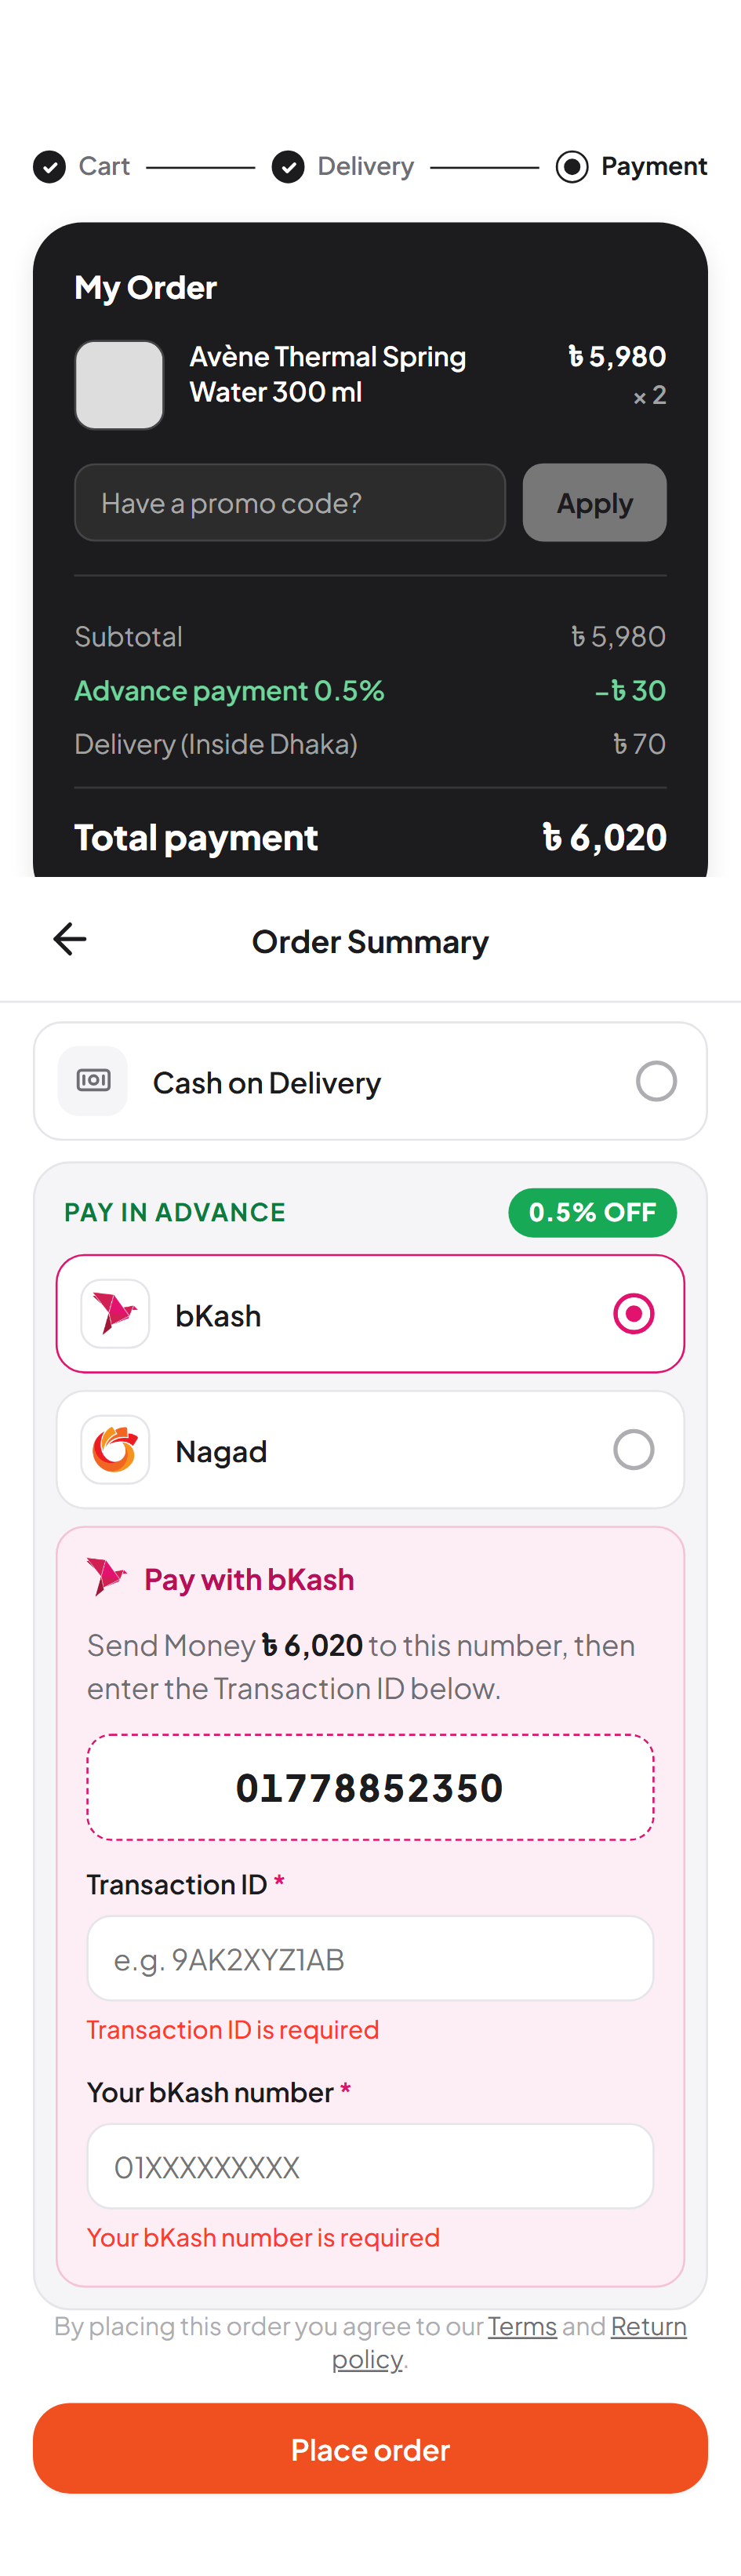 Cart
Delivery
Payment
My Order
Avène Thermal Spring
Water 300 ml
৳ 5,980
× 2
Have a promo code?
Apply
Subtotal
৳ 5,980
Advance payment 0.5%
−৳ 30
Delivery (Inside Dhaka)
৳ 70
Total payment
৳ 6,020
Order Summary
Cash on Delivery
PAY IN ADVANCE
0.5% OFF
bKash
Nagad
Pay with bKash
Send Money ৳ 6,020 to this number, then
enter the Transaction ID below.
01778852350
Transaction ID *
e.g. 9AK2XYZ1AB
Transaction ID is required
Your bKash number *
01XXXXXXXXX
Your bKash number is required
By placing this order you agree to our Terms and Return
policy.
Place order